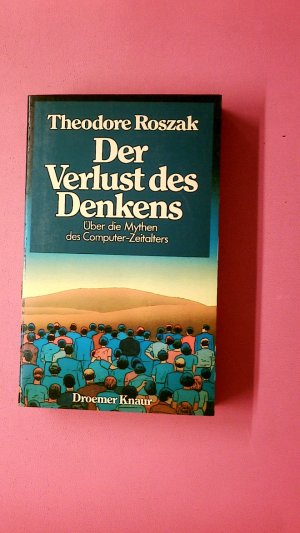 Theodore Roszak
Der
Verlust des
Denkens
Über die Mythen
des Computer-Zeitalters
Droemer Knaur